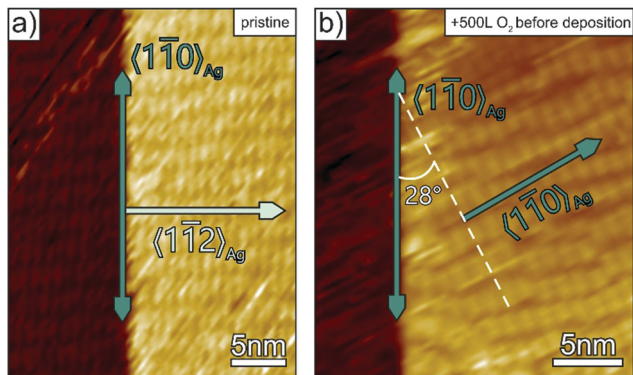 a)
pristine
⟨11̄0⟩Ag
⟨11̄2⟩Ag
5nm
b)
+500L O₂ before deposition
⟨11̄0⟩Ag
28°
⟨11̄0⟩Ag
5nm